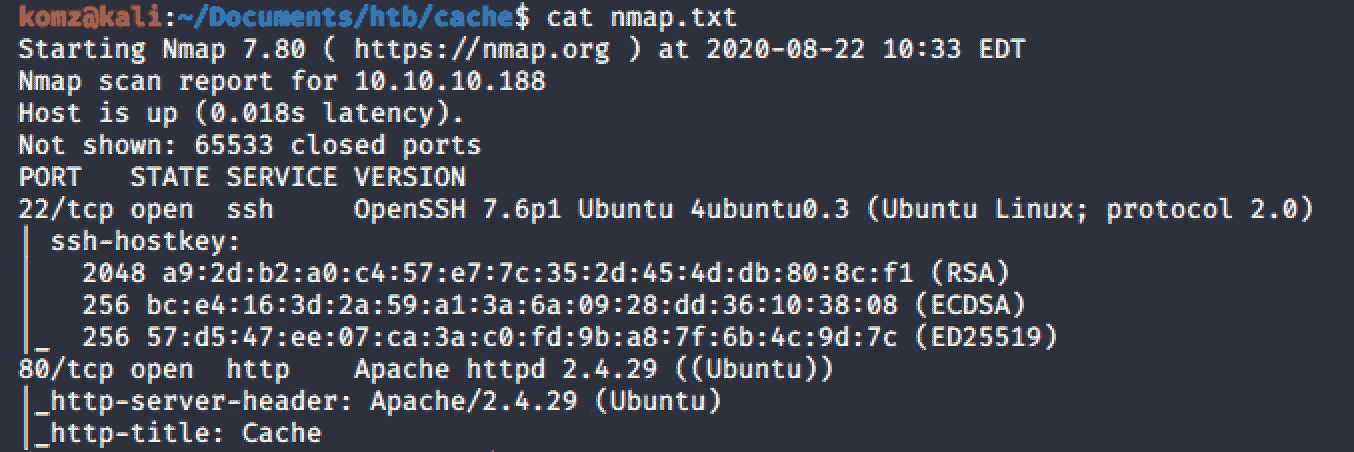 komz@kali:~/Documents/htb/cache$ cat nmap.txt
Starting Nmap 7.80 ( https://nmap.org ) at 2020-08-22 10:33 EDT
Nmap scan report for 10.10.10.188
Host is up (0.018s latency).
Not shown: 65533 closed ports
PORT   STATE SERVICE VERSION
22/tcp open  ssh     OpenSSH 7.6p1 Ubuntu 4ubuntu0.3 (Ubuntu Linux; protocol 2.0)
| ssh-hostkey:
|   2048 a9:2d:b2:a0:c4:57:e7:7c:35:2d:45:4d:db:80:8c:f1 (RSA)
|   256 bc:e4:16:3d:2a:59:a1:3a:6a:09:28:dd:36:10:38:08 (ECDSA)
|_  256 57:d5:47:ee:07:ca:3a:c0:fd:9b:a8:7f:6b:4c:9d:7c (ED25519)
80/tcp open  http    Apache httpd 2.4.29 ((Ubuntu))
|_http-server-header: Apache/2.4.29 (Ubuntu)
|_http-title: Cache